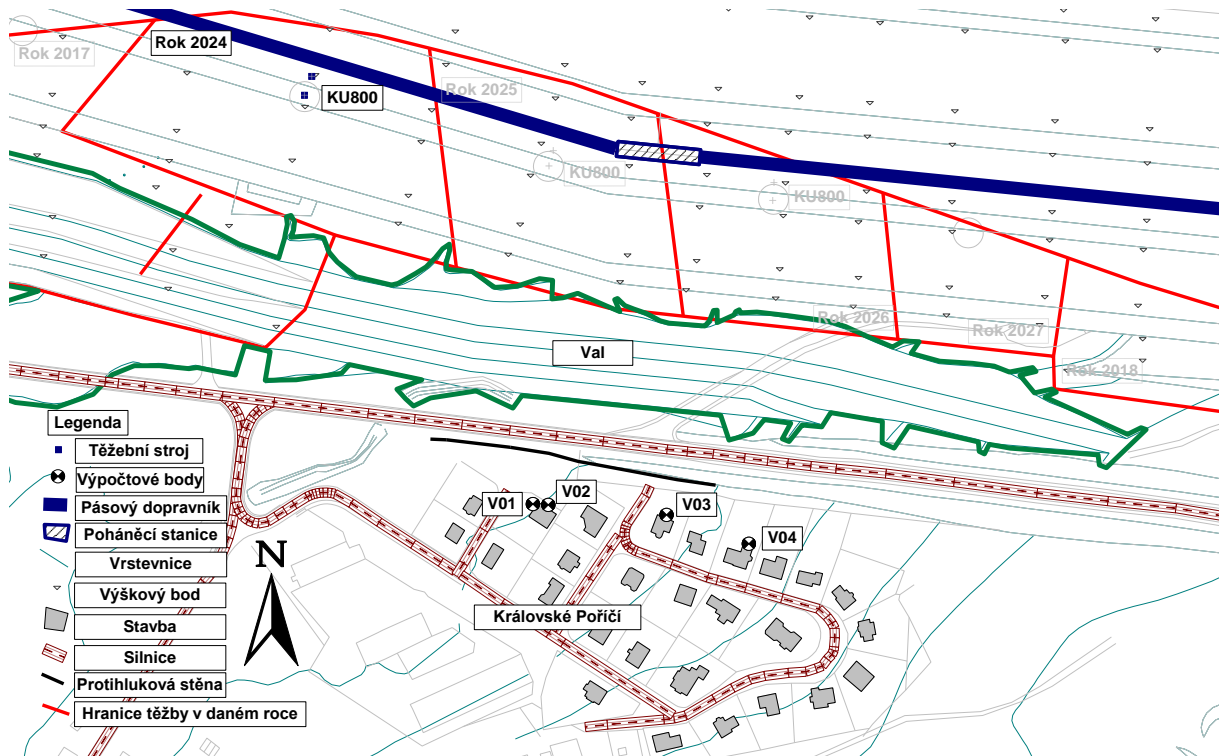 Rok 2017
Rok 2024
KU800
Rok 2025
KU800
KU800
Rok 2026
Rok 2027
Rok 2018
Val
Legenda
Těžební stroj
Výpočtové body
Pásový dopravník
Poháněcí stanice
Vrstevnice
Výškový bod
Stavba
Silnice
Protihluková stěna
Hranice těžby v daném roce
N
V01
V02
V03
V04
Královské Poříčí